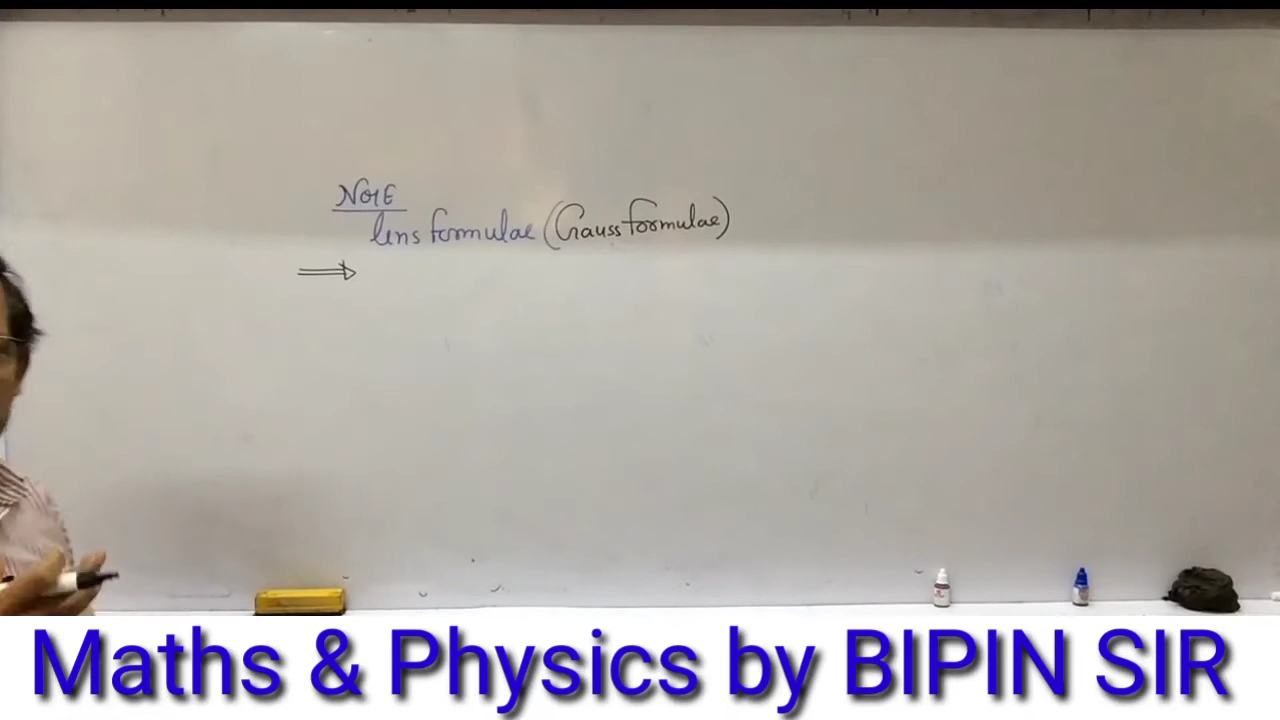 NotE
lens formulae (Gauss formulae)
⟹
Maths & Physics by BIPIN SIR